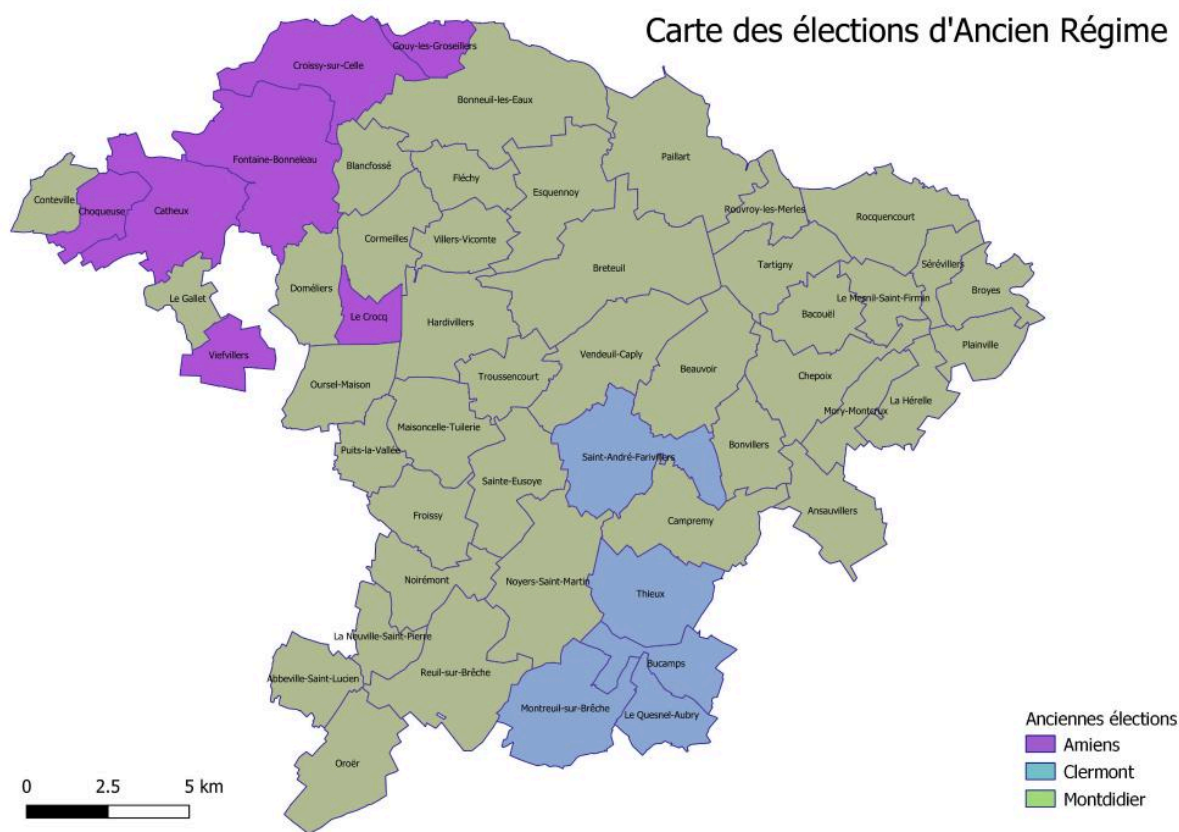 Carte des élections d'Ancien Régime
Gouy-les-Groseillers
Croissy-sur-Celle
Bonneuil-les-Eaux
Fontaine-Bonneleau
Blancfossé
Paillart
Fléchy
Esquennoy
Conteville
Choqueuse
Catheux
Rouvroy-les-Merles
Rocquencourt
Cormeilles
Villers-Vicomte
Breteuil
Tartigny
Sérévillers
Doméliers
Broyes
Le Gallet
Le Mesnil-Saint-Firmin
Le Crocq
Hardivillers
Bacouël
Plainville
Viefvillers
Vendeuil-Caply
Beauvoir
Oursel-Maison
Troussencourt
Chepoix
La Hérelle
Mory-Montcrux
Maisoncelle-Tuilerie
Puits-la-Vallée
Saint-André-Farivillers
Bonvillers
Sainte-Eusoye
Ansauvillers
Froissy
Campremy
Noirémont
Noyers-Saint-Martin
Thieux
La Neuville-Saint-Pierre
Bucamps
Reuil-sur-Brêche
Abbeville-Saint-Lucien
Montreuil-sur-Brêche
Le Quesnel-Aubry
Oroër
Anciennes élections
Amiens
Clermont
Montdidier
0 2.5 5 km